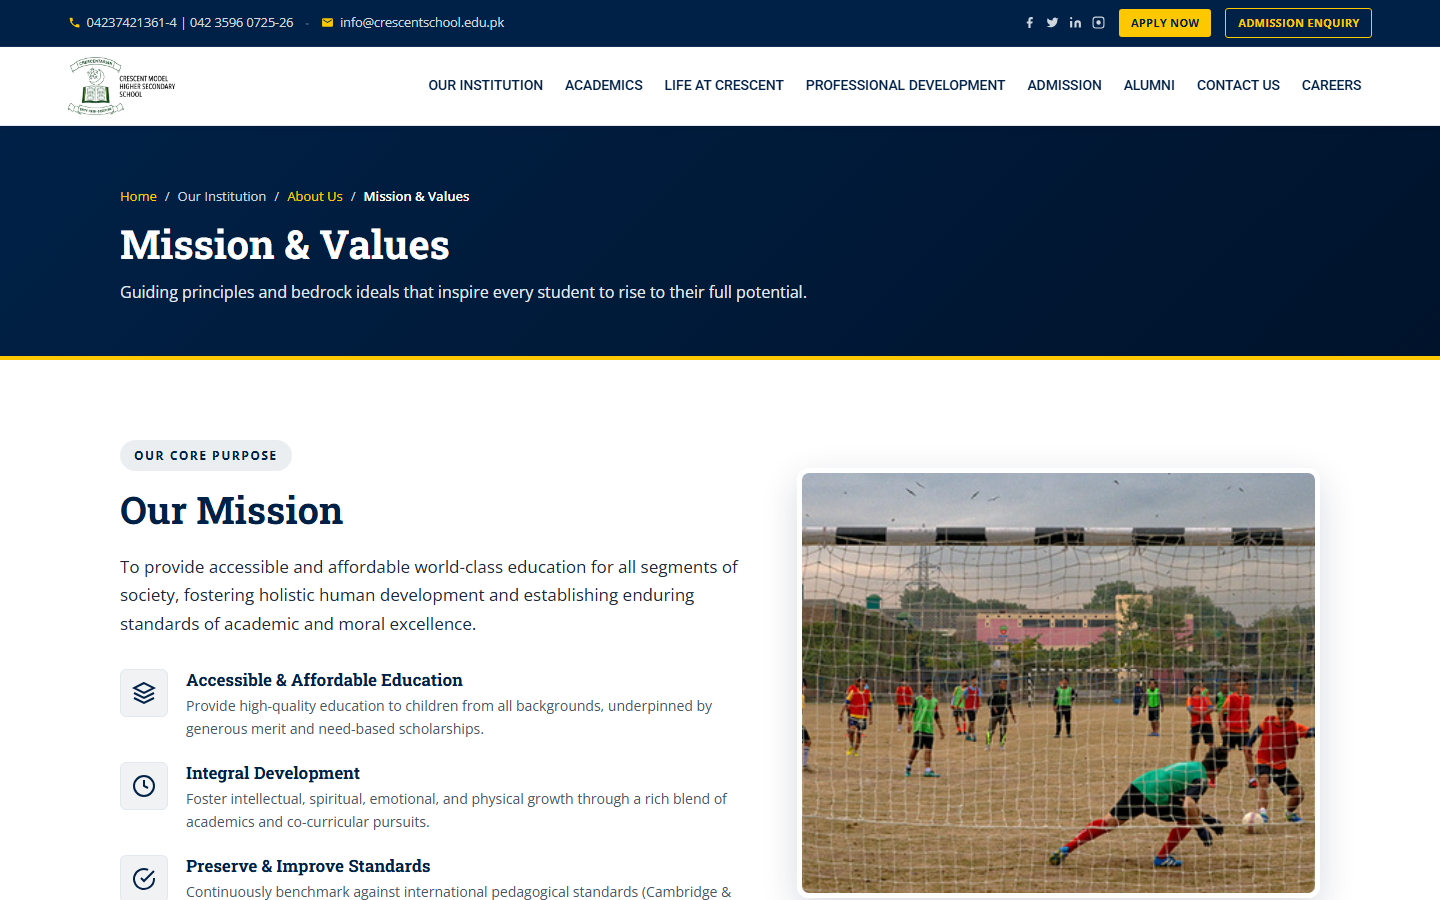 04237421361-4 | 042 3596 0725-26 - info@crescentschool.edu.pk
APPLY NOW
ADMISSION ENQUIRY
CRESCENTARIAN
CRESCENT MODEL
HIGHER SECONDARY
SCHOOL
OUR INSTITUTION ACADEMICS LIFE AT CRESCENT PROFESSIONAL DEVELOPMENT ADMISSION ALUMNI CONTACT US CAREERS
Home / Our Institution / About Us / Mission & Values
Mission & Values
Guiding principles and bedrock ideals that inspire every student to rise to their full potential.
OUR CORE PURPOSE
Our Mission
To provide accessible and affordable world-class education for all segments of
society, fostering holistic human development and establishing enduring
standards of academic and moral excellence.
Accessible & Affordable Education
Provide high-quality education to children from all backgrounds, underpinned by
generous merit and need-based scholarships.
Integral Development
Foster intellectual, spiritual, emotional, and physical growth through a rich blend of
academics and co-curricular pursuits.
Preserve & Improve Standards
Continuously benchmark against international pedagogical standards (Cambridge &